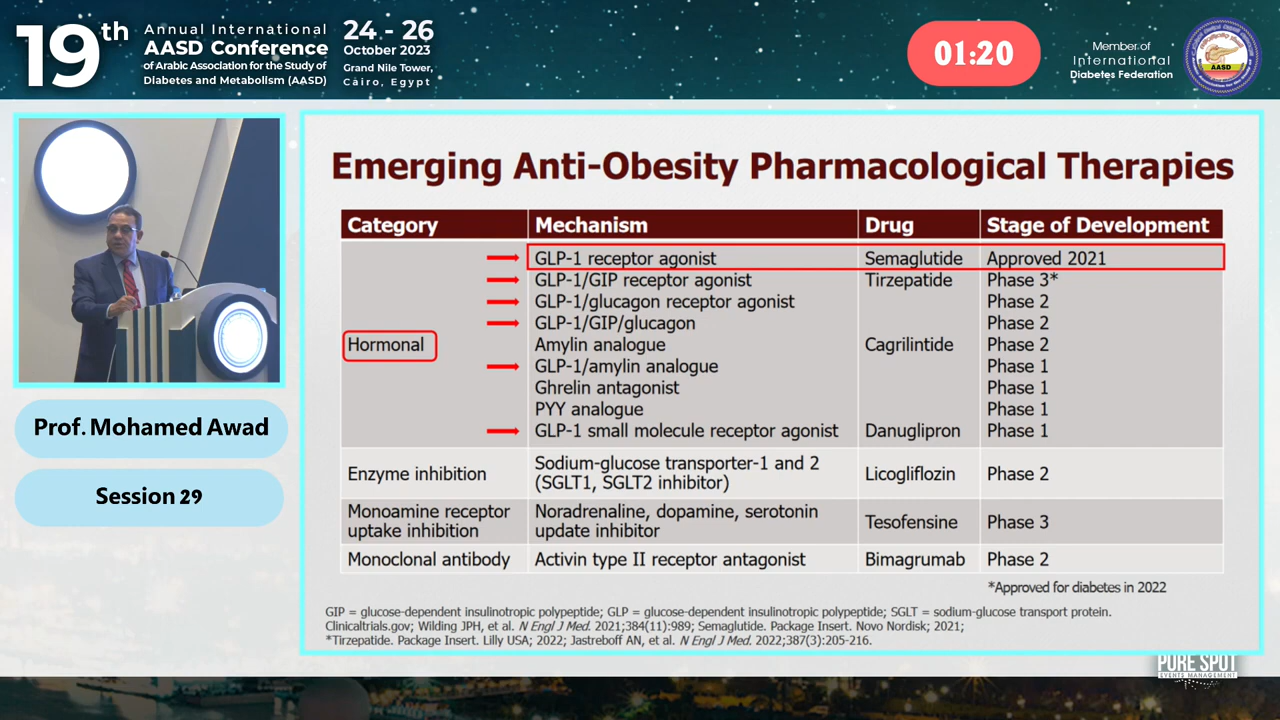 19th
Annual International
AASD Conference
of Arabic Association for the Study of
Diabetes and Metabolism (AASD)
24 - 26
October 2023
Grand Nile Tower,
Cairo, Egypt
01:20
Member of
International
Diabetes Federation
AASD
Prof. Mohamed Awad
Session 29
Emerging Anti-Obesity Pharmacological Therapies
Category Mechanism Drug Stage of Development
GLP-1 receptor agonist Semaglutide Approved 2021
GLP-1/GIP receptor agonist Tirzepatide Phase 3*
GLP-1/glucagon receptor agonist Phase 2
GLP-1/GIP/glucagon Phase 2
Hormonal Amylin analogue Cagrilintide Phase 2
GLP-1/amylin analogue Phase 1
Ghrelin antagonist Phase 1
PYY analogue Phase 1
GLP-1 small molecule receptor agonist Danuglipron Phase 1
Enzyme inhibition Sodium-glucose transporter-1 and 2
(SGLT1, SGLT2 inhibitor) Licogliflozin Phase 2
Monoamine receptor
uptake inhibition Noradrenaline, dopamine, serotonin
update inhibitor Tesofensine Phase 3
Monoclonal antibody Activin type II receptor antagonist Bimagrumab Phase 2
*Approved for diabetes in 2022
GIP = glucose-dependent insulinotropic polypeptide; GLP = glucose-dependent insulinotropic polypeptide; SGLT = sodium-glucose transport protein.
Clinicaltrials.gov; Wilding JPH, et al. N Engl J Med. 2021;384(11):989; Semaglutide. Package Insert. Novo Nordisk; 2021;
*Tirzepatide. Package Insert. Lilly USA; 2022; Jastreboff AN, et al. N Engl J Med. 2022;387(3):205-216.
PURE SPOT
EVENTS MANAGEMENT